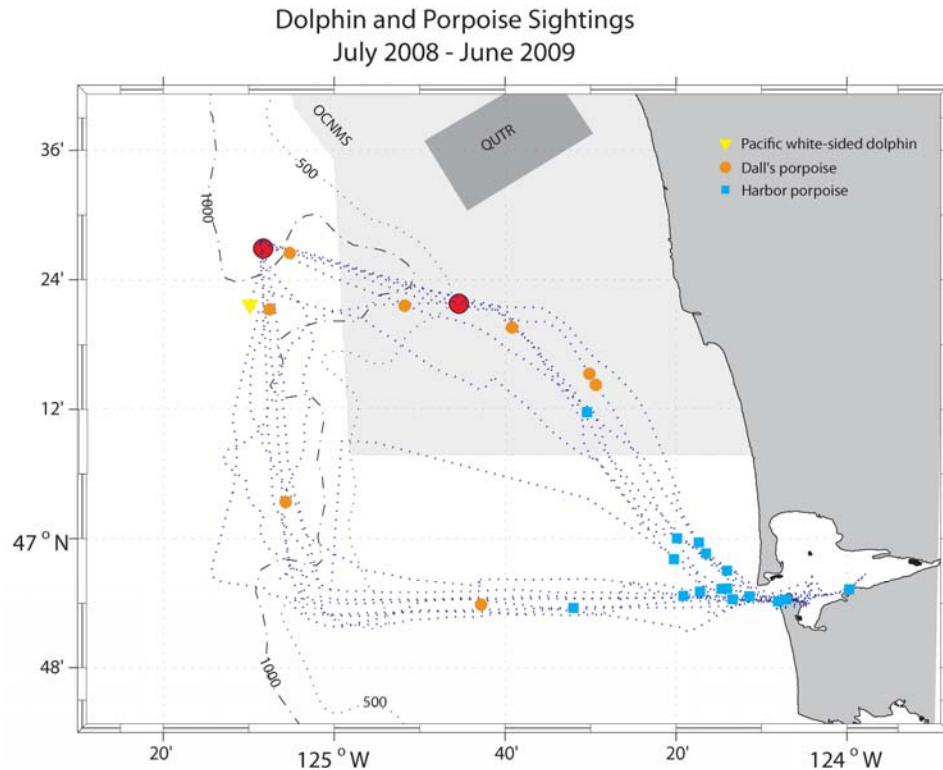 Dolphin and Porpoise Sightings
July 2008 - June 2009
OCNMS
QUTR
500
1000
Pacific white-sided dolphin
Dall's porpoise
Harbor porpoise
36'
24'
12'
47° N
48'
1000
500
20'
125° W
40'
20'
124° W